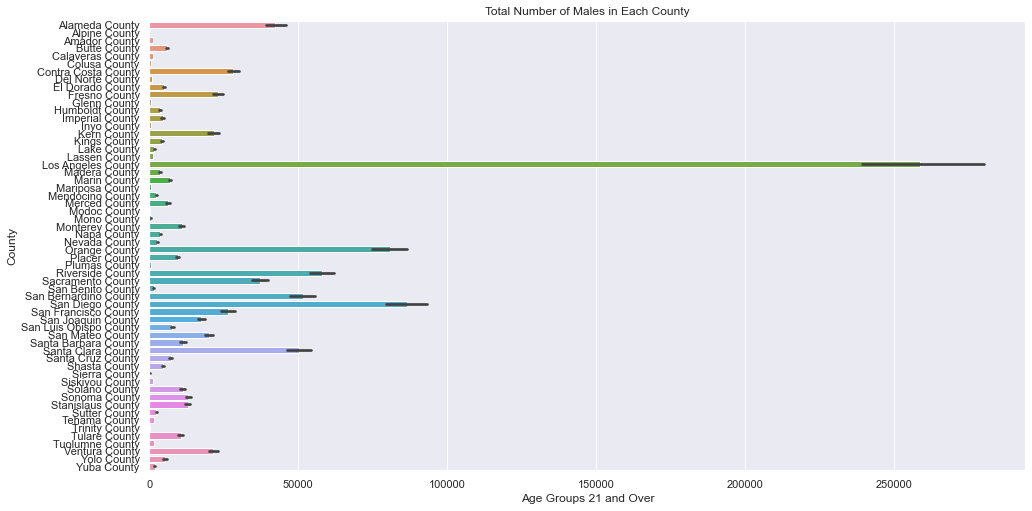 Total Number of Males in Each County
County
Alameda County
Alpine County
Amador County
Butte County
Calaveras County
Colusa County
Contra Costa County
Del Norte County
El Dorado County
Fresno County
Glenn County
Humboldt County
Imperial County
Inyo County
Kern County
Kings County
Lake County
Lassen County
Los Angeles County
Madera County
Marin County
Mariposa County
Mendocino County
Merced County
Modoc County
Mono County
Monterey County
Napa County
Nevada County
Orange County
Placer County
Plumas County
Riverside County
Sacramento County
San Benito County
San Bernardino County
San Diego County
San Francisco County
San Joaquin County
San Luis Obispo County
San Mateo County
Santa Barbara County
Santa Clara County
Santa Cruz County
Shasta County
Sierra County
Siskiyou County
Solano County
Sonoma County
Stanislaus County
Sutter County
Tehama County
Trinity County
Tulare County
Tuolumne County
Ventura County
Yolo County
Yuba County
0 50000 100000 150000 200000 250000
Age Groups 21 and Over